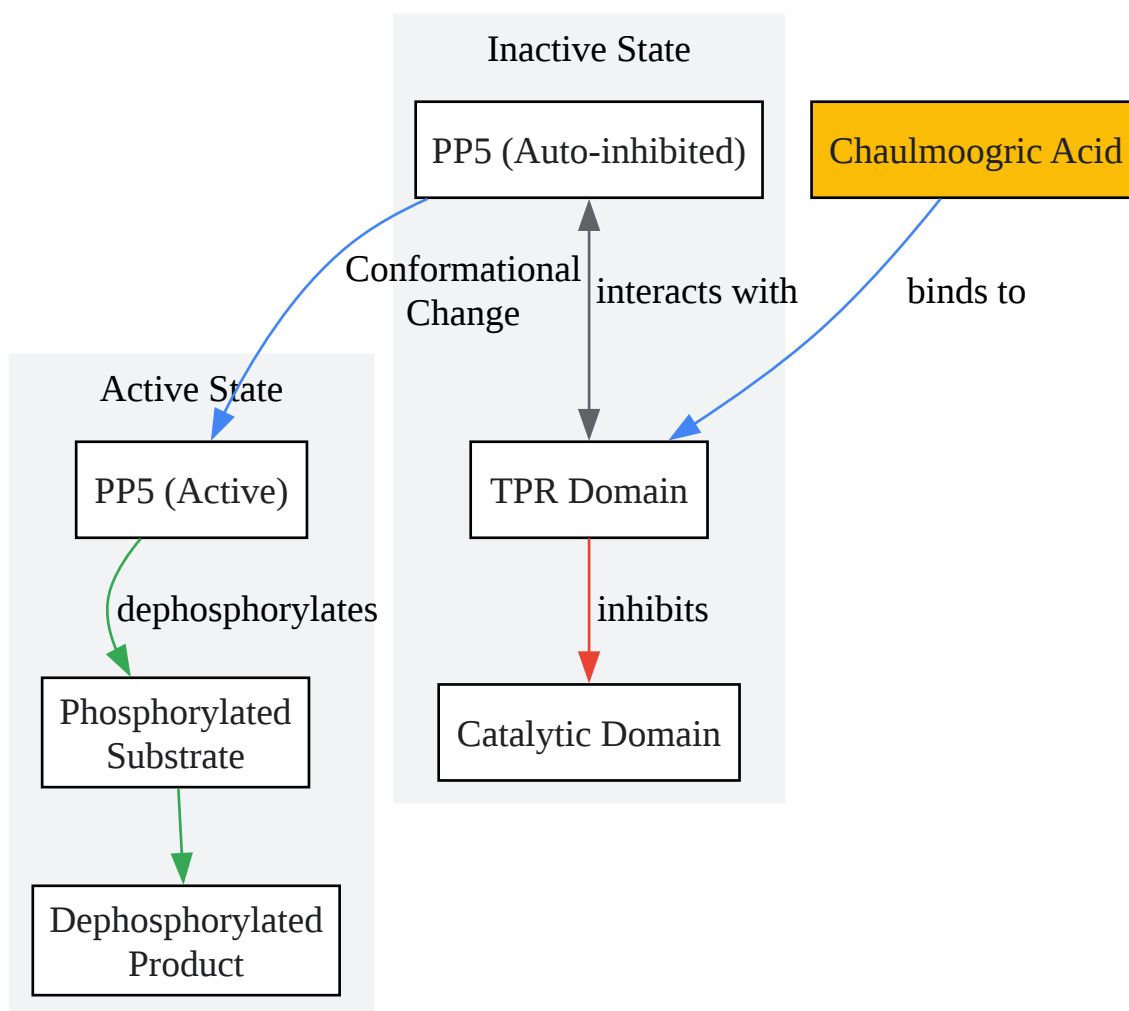 Inactive State
PP5 (Auto-inhibited)
Chaulmoogric Acid
Conformational
Change
interacts with
binds to
Active State
PP5 (Active)
TPR Domain
dephosphorylates
inhibits
Phosphorylated
Substrate
Catalytic Domain
Dephosphorylated
Product